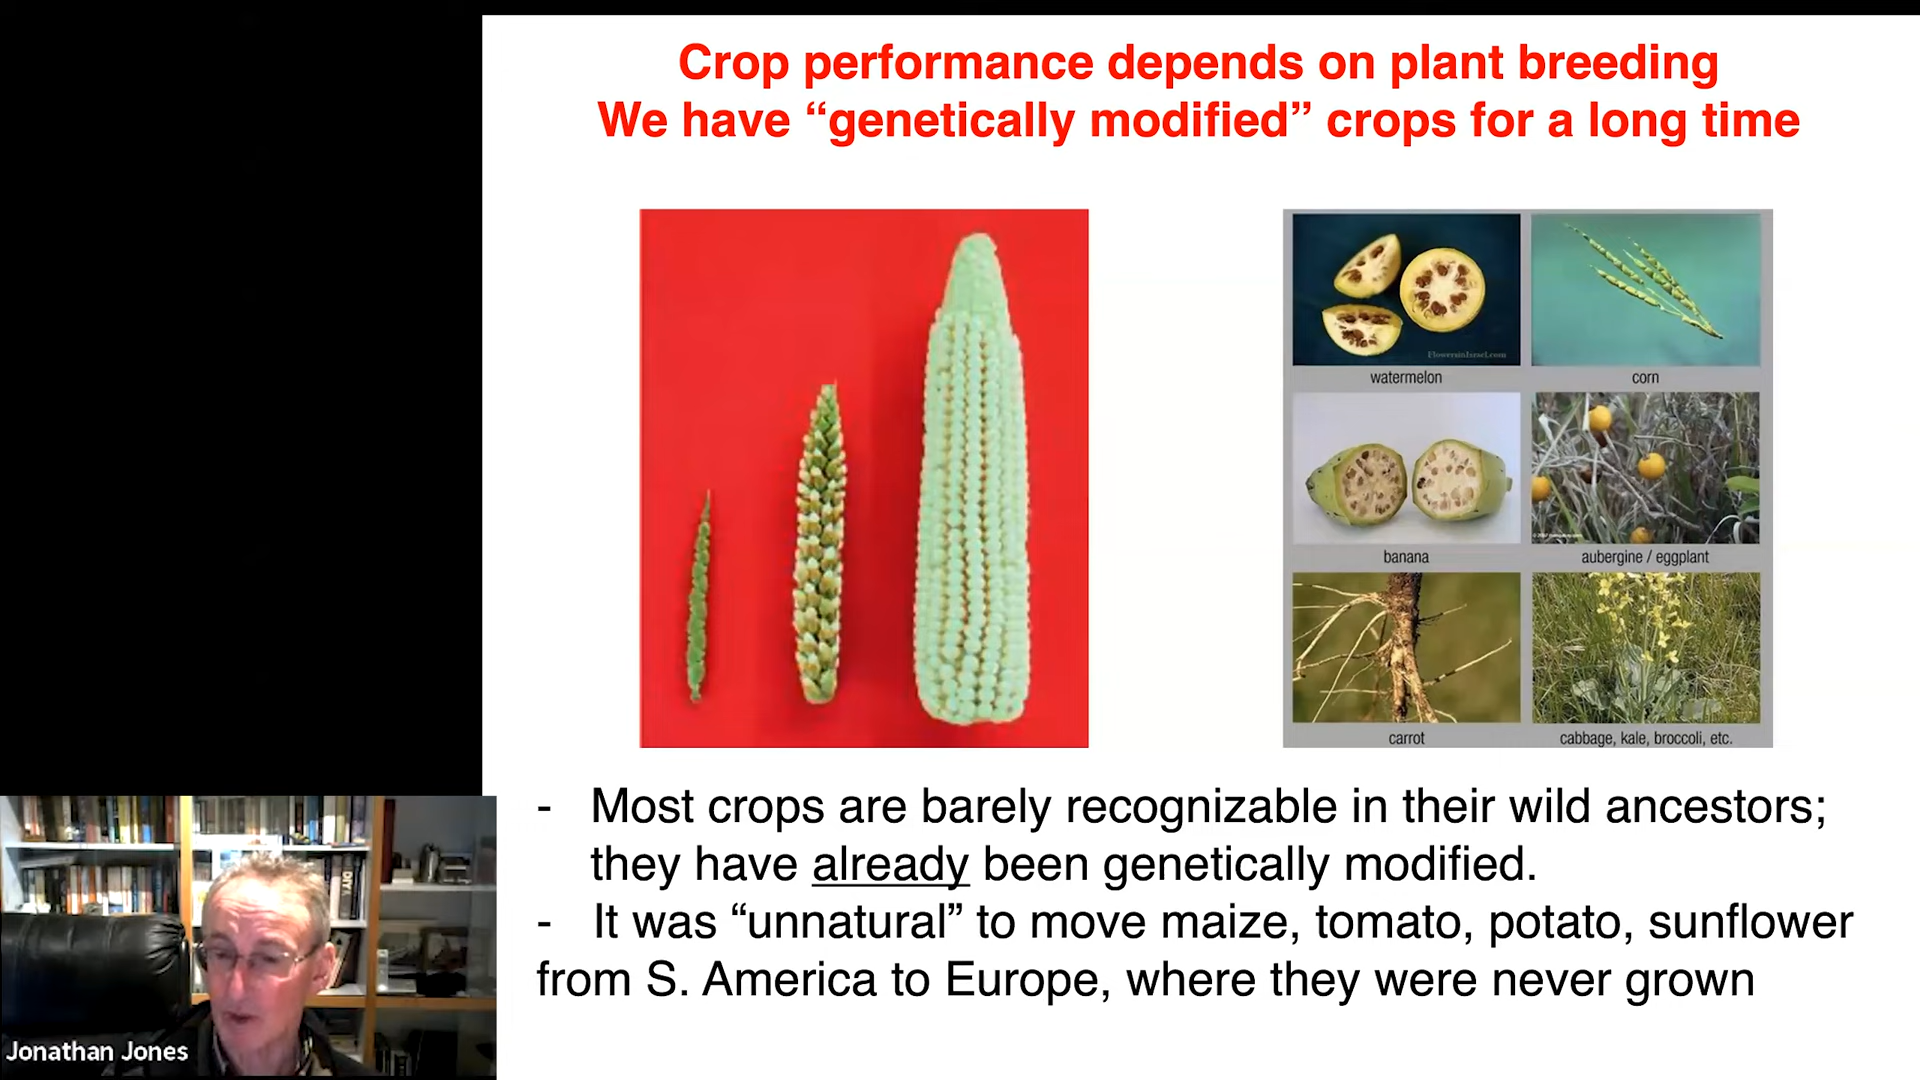 Crop performance depends on plant breeding
We have “genetically modified” crops for a long time
FlowersinIsrael.com
watermelon
corn
banana
aubergine / eggplant
carrot
cabbage, kale, broccoli, etc.
- Most crops are barely recognizable in their wild ancestors;
they have already been genetically modified.
- It was “unnatural” to move maize, tomato, potato, sunflower
from S. America to Europe, where they were never grown
DIY
Jonathan Jones